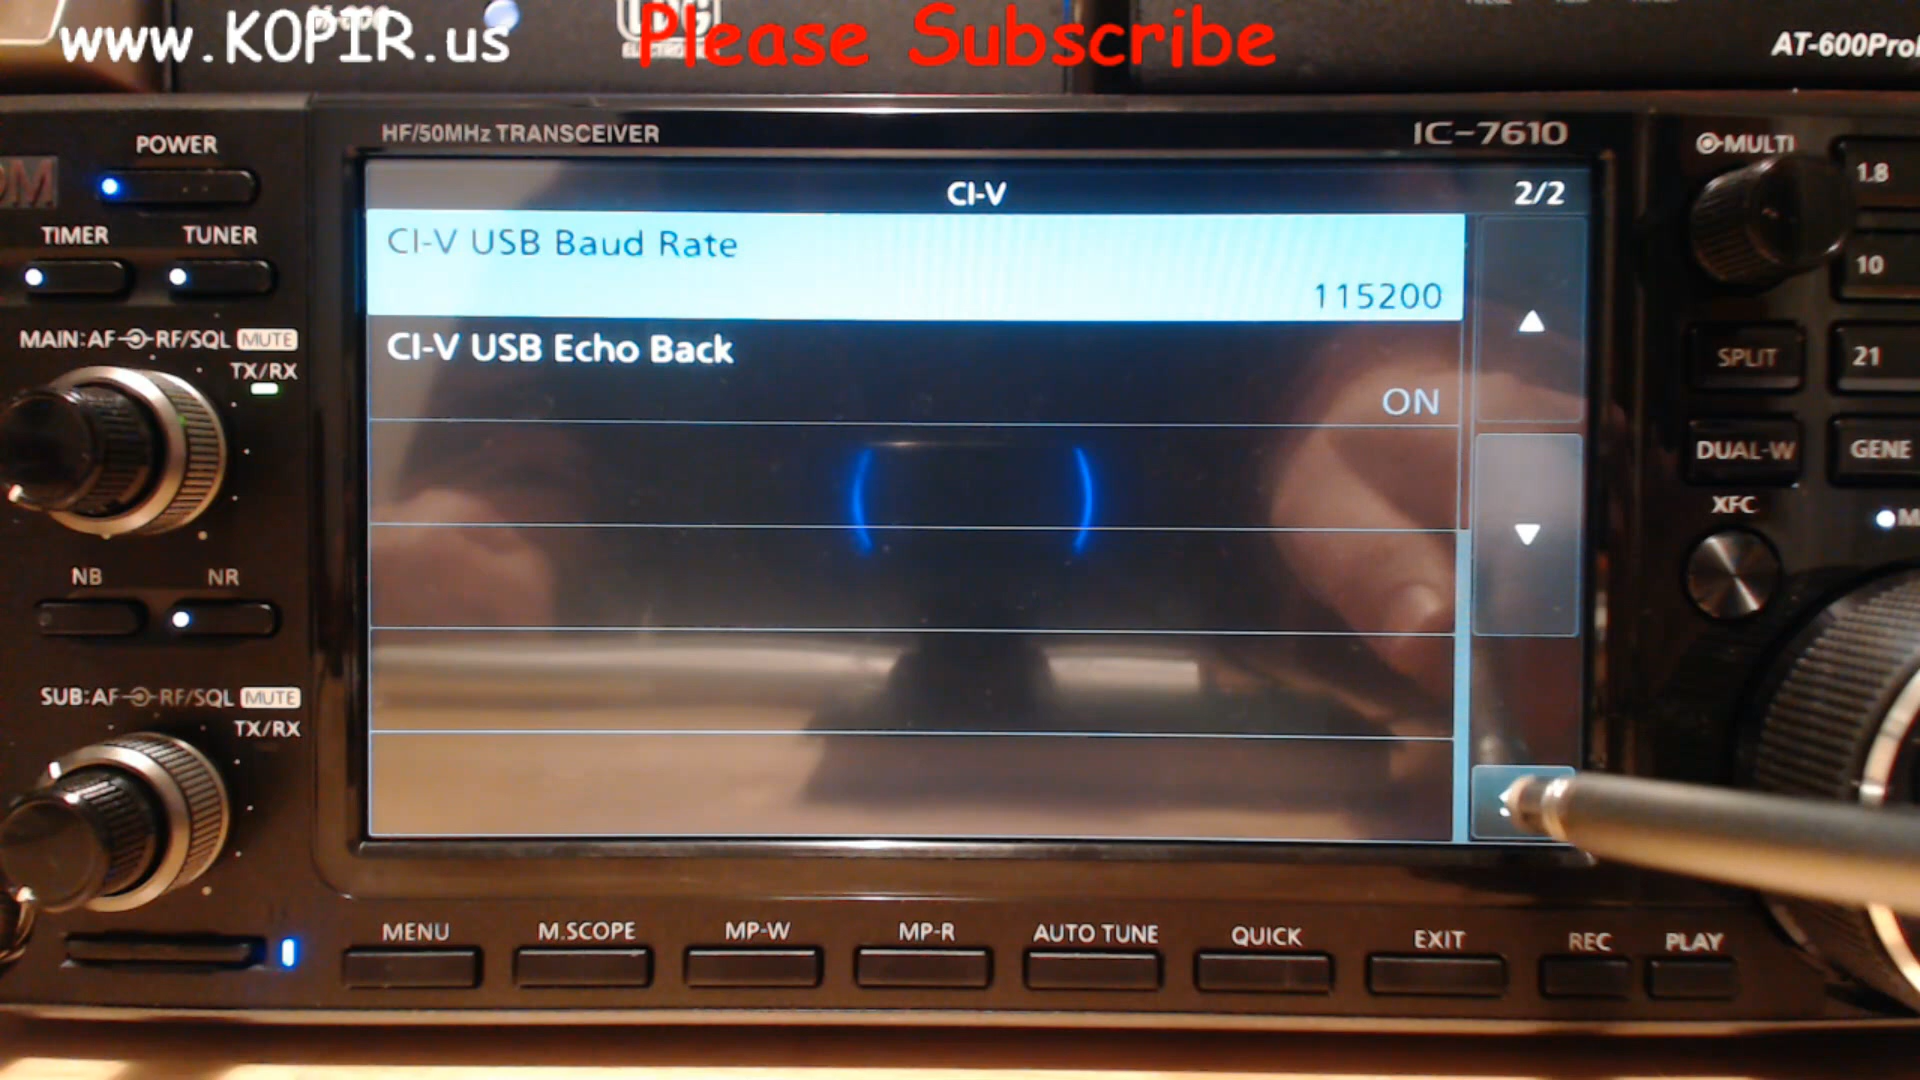 www.KOPIR.us
Please Subscribe
AT-600Pro
HF/50MHz TRANSCEIVER
IC-7610
POWER
TIMER TUNER
MAIN:AF RF/SQL MUTE
TX/RX
NB NR
SUB:AF RF/SQL MUTE
TX/RX
CI-V 2/2
CI-V USB Baud Rate
115200
CI-V USB Echo Back
ON
MULTI
1.8
10
SPLIT 21
DUAL-W GENE
XFC
MENU M.SCOPE MP-W MP-R AUTO TUNE QUICK EXIT REC PLAY